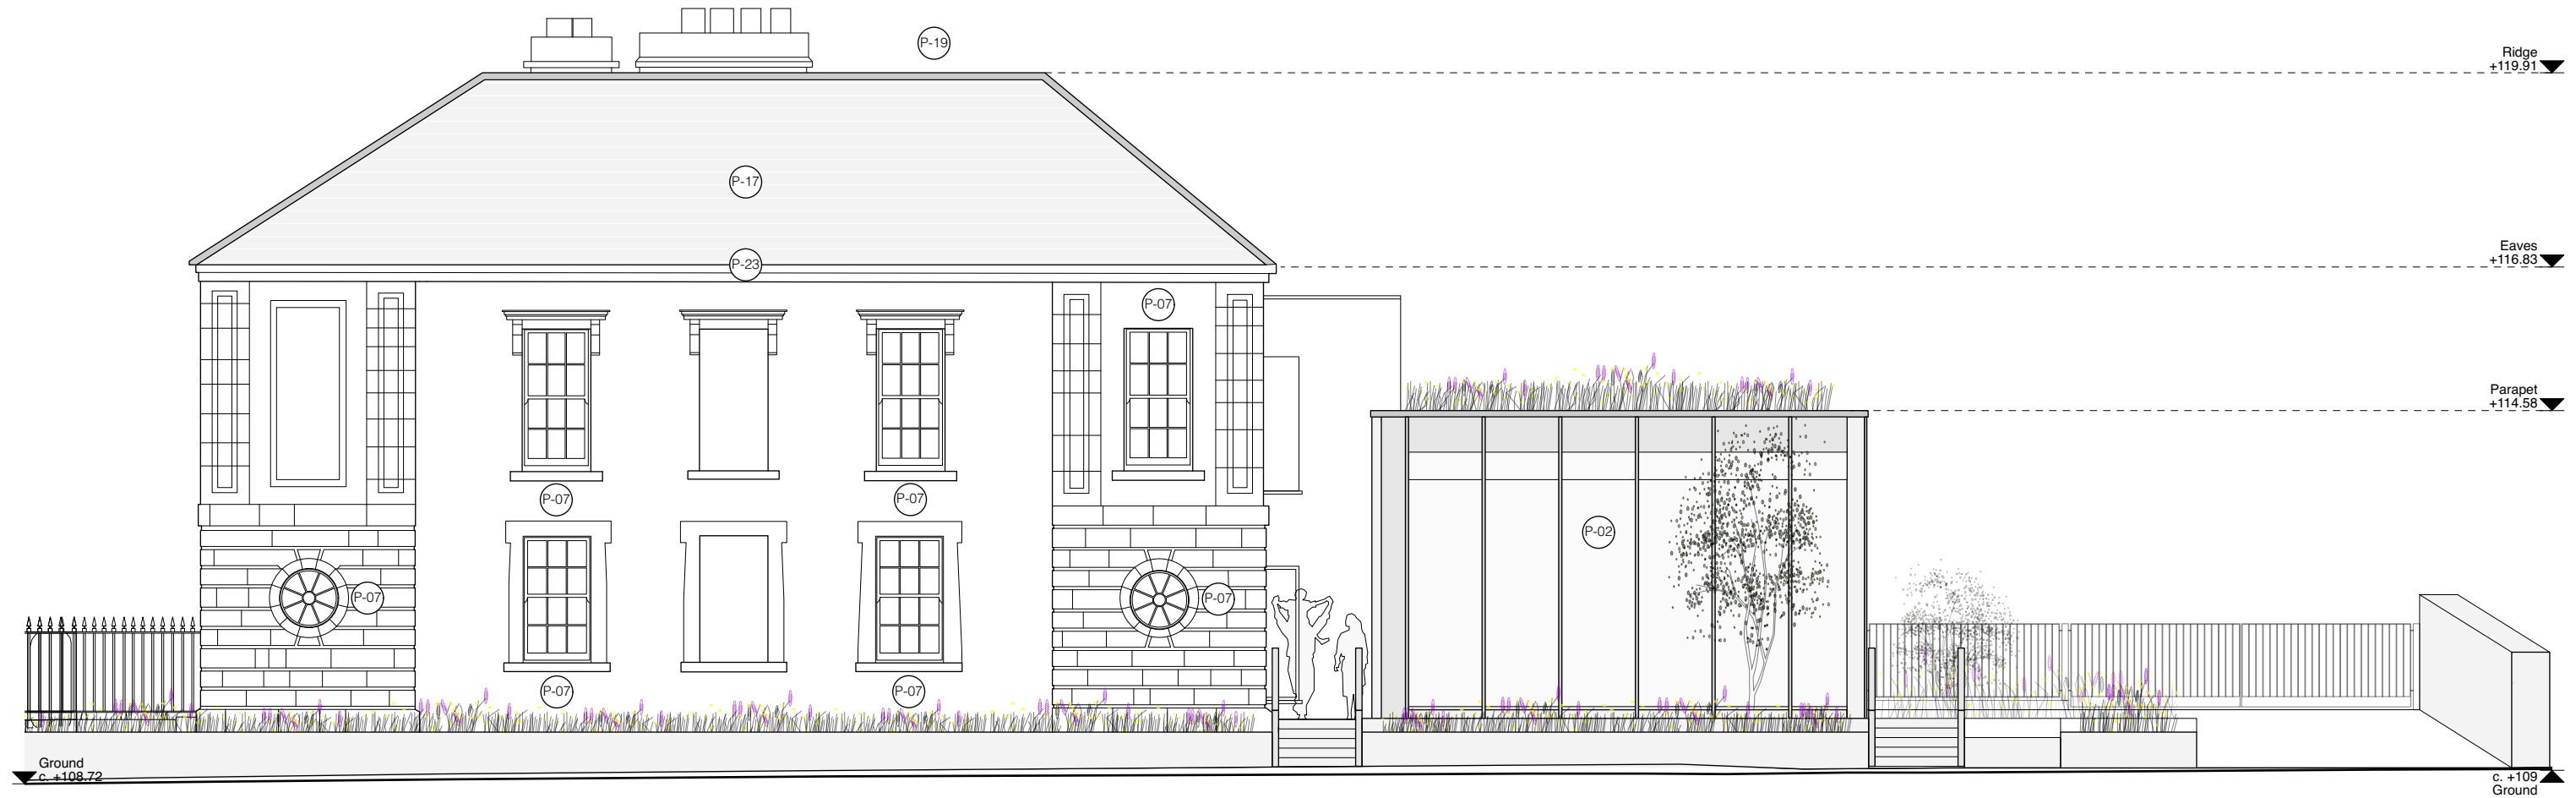 P-19
Ridge
+119.91
P-17
P-23
Eaves
+116.83
P-07
Parapet
+114.58
P-07
P-07
P-02
P-07
P-07
P-07
P-07
Ground
c. +108.72
c. +109
Ground